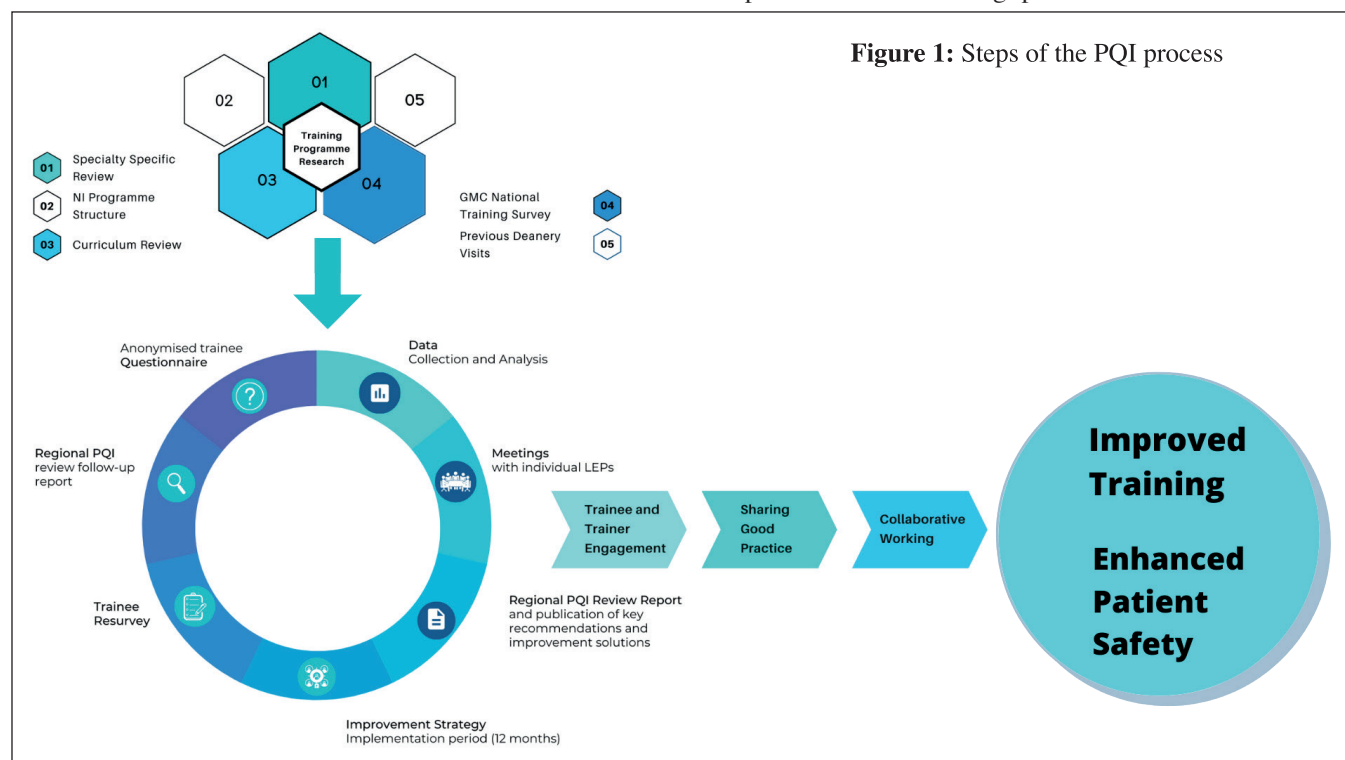 Figure 1: Steps of the PQI process
01
02
05
Training
Programme
Research
03
04
01
Specialty Specific
Review
02
NI Programme
Structure
03
Curriculum Review
GMC National
Training Survey
04
Previous Deanery
Visits
05
Anonymised trainee
Questionnaire
?
Data
Collection and Analysis
Regional PQI
review follow-up
report
Meetings
with individual LEPs
Trainee
Resurvey
Regional PQI Review Report
and publication of key
recommendations and
improvement solutions
Improvement Strategy
Implementation period (12 months)
Trainee and
Trainer
Engagement
Sharing
Good
Practice
Collaborative
Working
Improved
Training
Enhanced
Patient
Safety